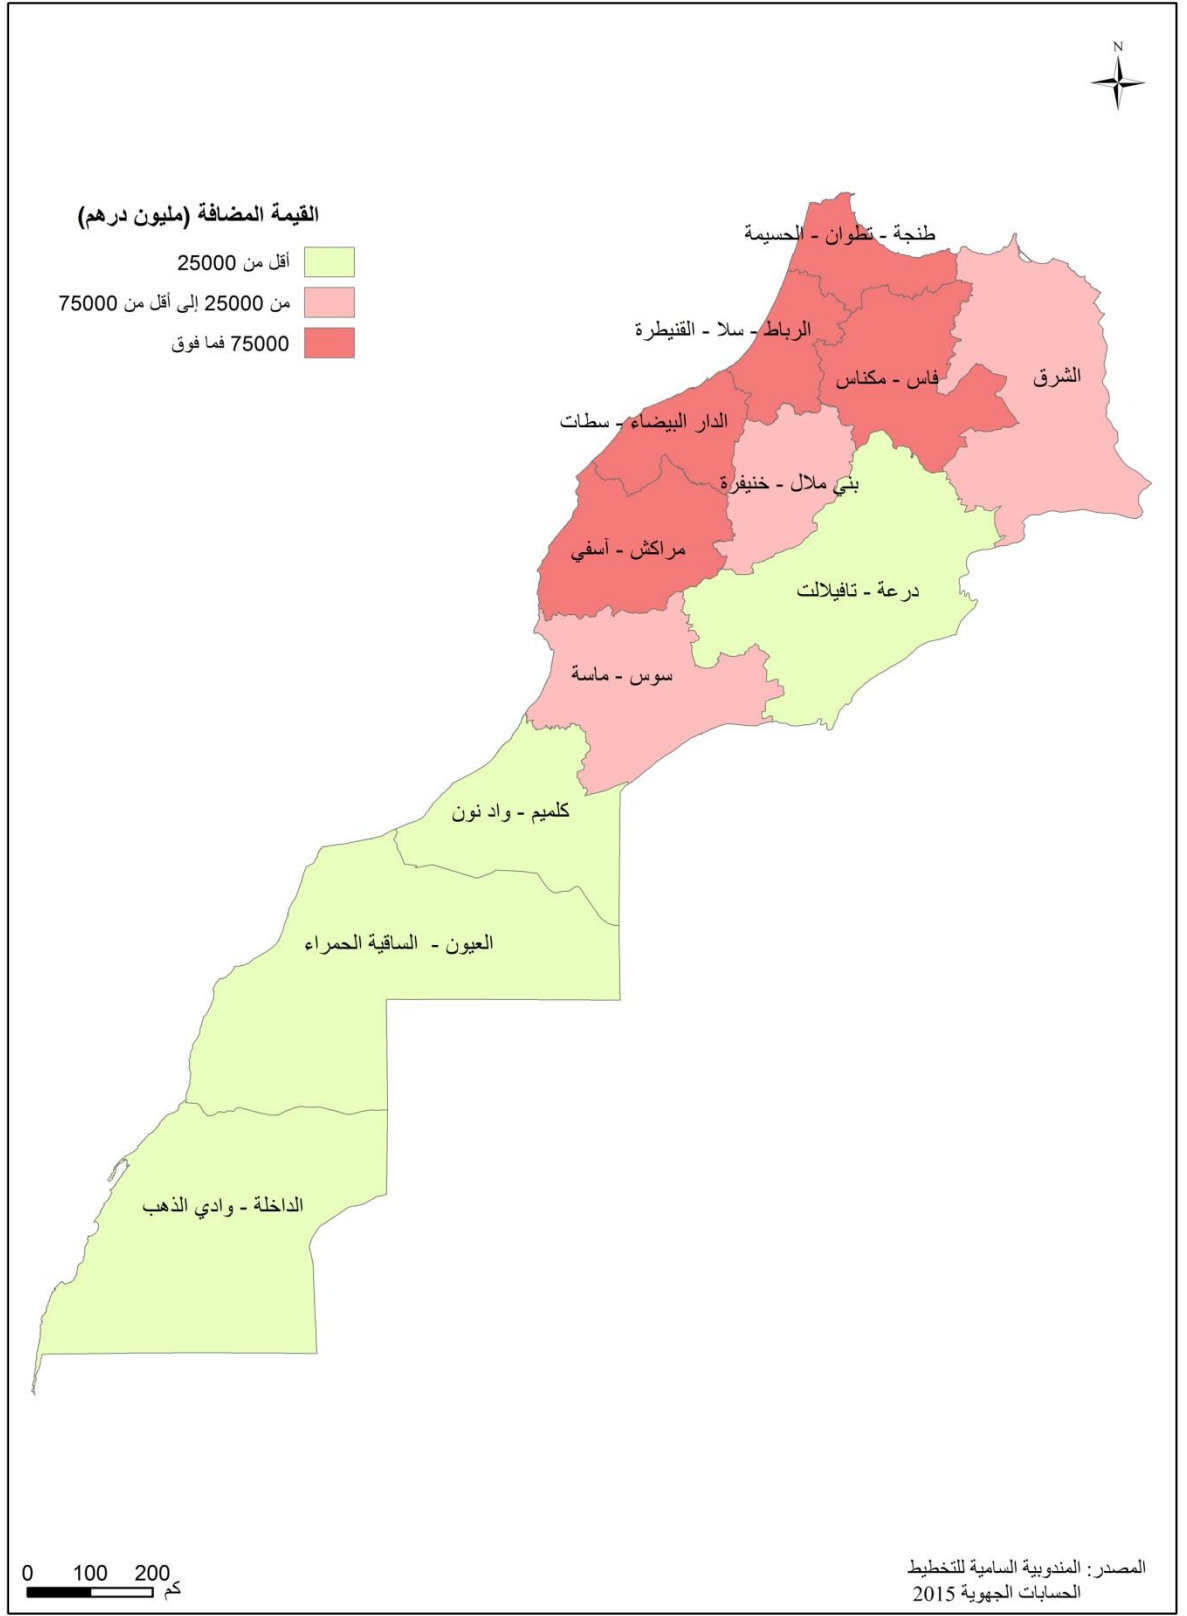 N
القيمة المضافة (مليون درهم)
أقل من 25000
من 25000 إلى أقل من 75000
75000 فما فوق
طنجة - تطوان - الحسيمة
الرباط - سلا - القنيطرة
فاس - مكناس
الشرق
الدار البيضاء - سطات
بني ملال - خنيفرة
مراكش - آسفي
درعة - تافيلالت
سوس - ماسة
كلميم - واد نون
العيون - الساقية الحمراء
الداخلة - وادي الذهب
0 100 200
كم
المصدر: المندوبية السامية للتخطيط
الحسابات الجهوية 2015